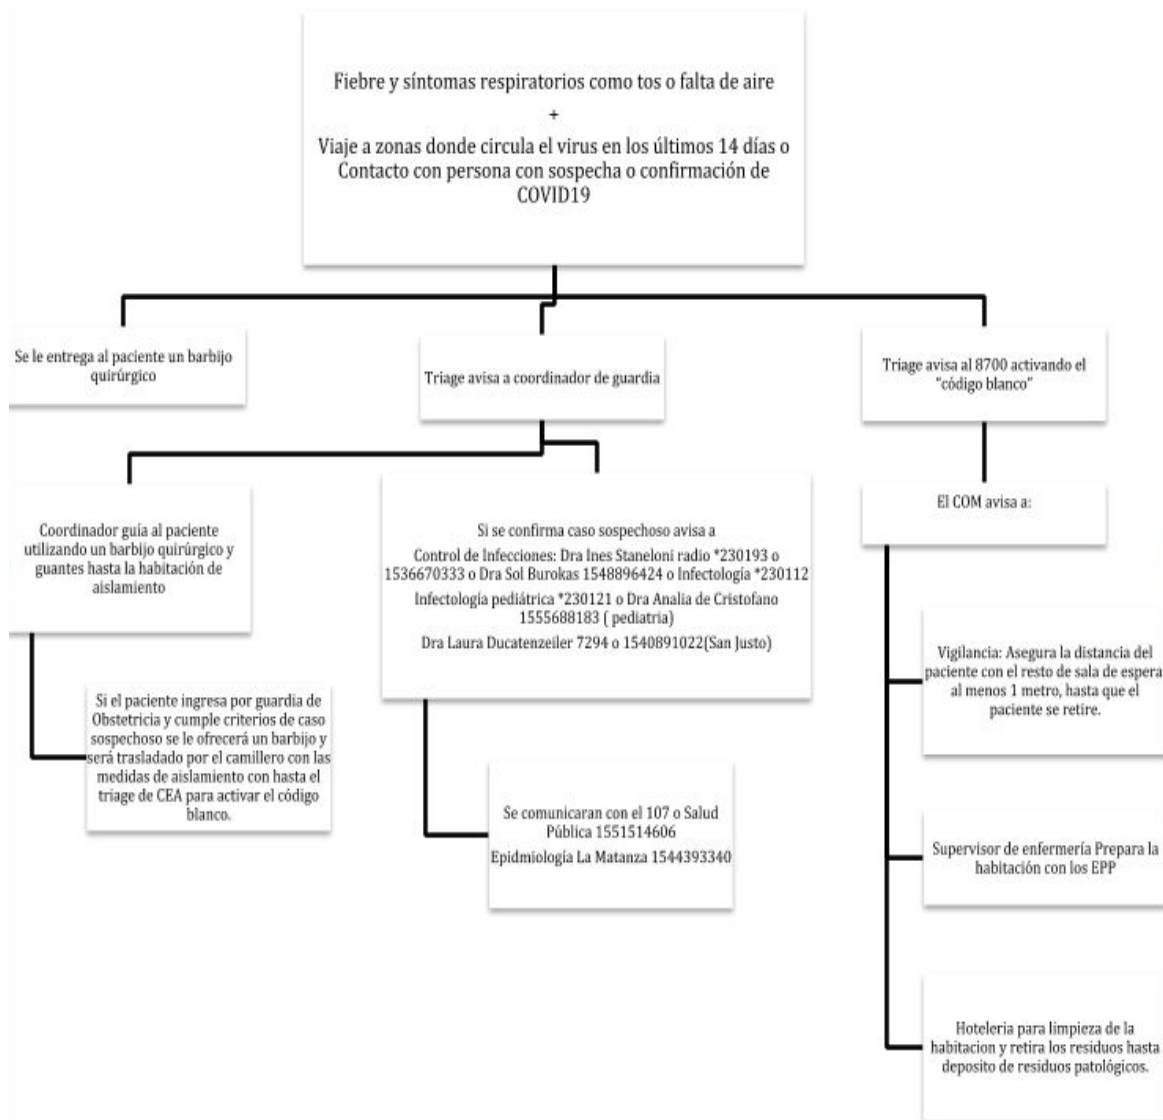 Fiebre y síntomas respiratorios como tos o falta de aire
+
Viaje a zonas donde circula el virus en los últimos 14 días o
Contacto con persona con sospecha o confirmación de
COVID19
Se le entrega al paciente un barbijo
quirúrgico
Triage avisa a coordinador de guardia
Triage avisa al 8700 activando el
"código blanco"
Coordinador guía al paciente
utilizando un barbijo quirúrgico y
guantes hasta la habitación de
aislamiento
Si el paciente ingresa por guardia de
Obstetricia y cumple criterios de caso
sospechoso se le ofrecerá un barbijo y
será trasladado por el camillero con las
medidas de aislamiento con hasta el
triage de CEA para activar el código
blanco.
Si se confirma caso sospechoso avisa a
Control de Infecciones: Dra Ines Staneloni radio *230193 o
1536670333 o Dra Sol Burokas 1548896424 o Infectología *230112
Infectología pediátrica *230121 o Dra Analia de Cristofano
1555688183 ( pediatria)
Dra Laura Ducatenzeiler 7294 o 1540891022(San Justo)
Se comunicaran con el 107 o Salud
Pública 1551514606
Epidmiología La Matanza 1544393340
El COM avisa a:
Vigilancia: Asegura la distancia del
paciente con el resto de sala de espera
al menos 1 metro, hasta que el
paciente se retire.
Supervisor de enfermería Prepara la
habitación con los EPP
Hoteleria para limpieza de la
habitacion y retira los residuos hasta
deposito de residuos patológicos.